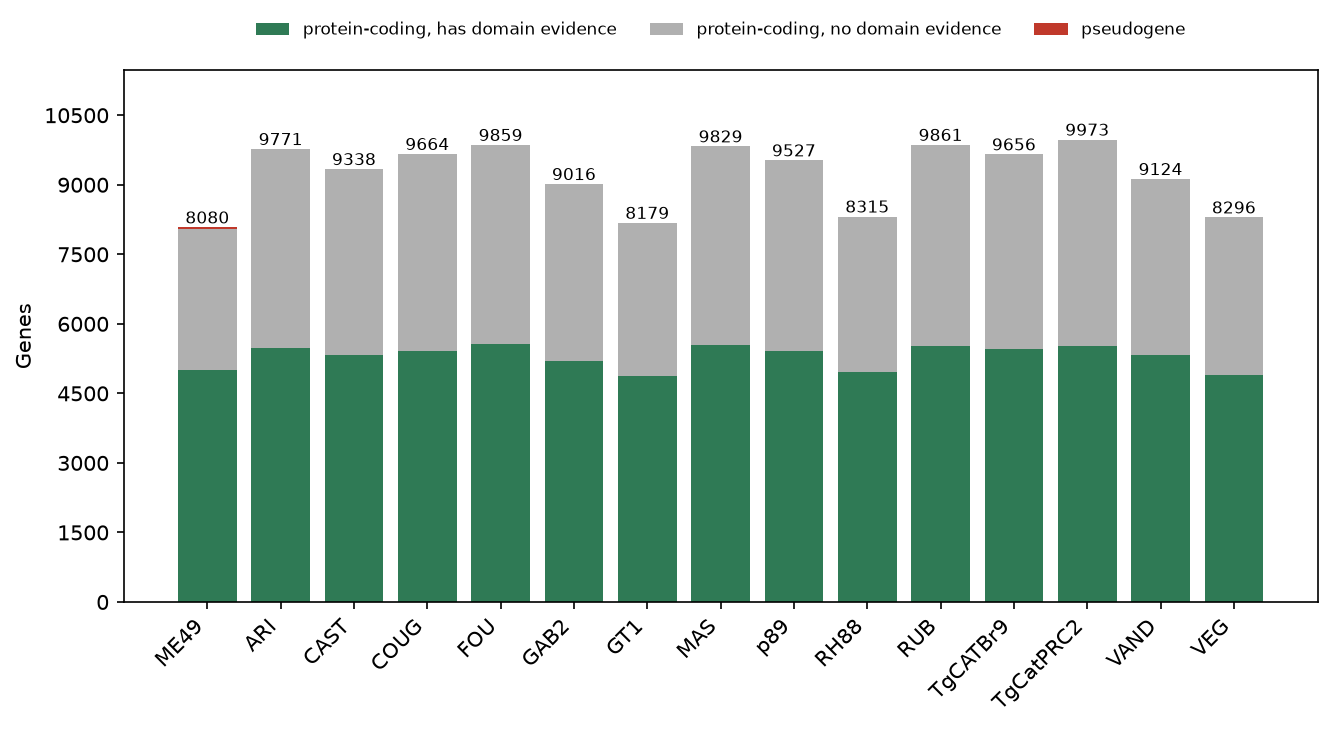 protein-coding, has domain evidence protein-coding, no domain evidence pseudogene
Genes
10500
9000
7500
6000
4500
3000
1500
0
8080 9771 9338 9664 9859 9016 8179 9829 9527 8315 9861 9656 9973 9124 8296
ME49 ARI CAST COUG FOU GAB2 GT1 MAS p89 RH88 RUB TgCATBr9 TgCatPRC2 VAND VEG